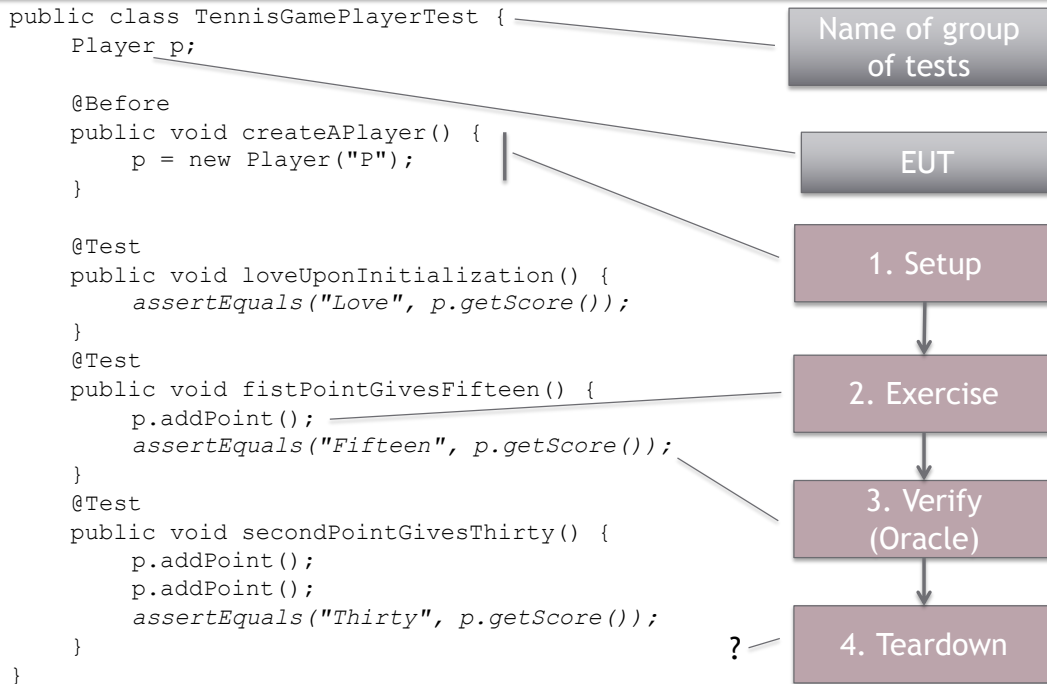 public class TennisGamePlayerTest {
Player p;
@Before
public void createAPlayer() {
p = new Player("P");
}
@Test
public void loveUponInitialization() {
assertEquals("Love", p.getScore());
}
@Test
public void fistPointGivesFifteen() {
p.addPoint();
assertEquals("Fifteen", p.getScore());
}
@Test
public void secondPointGivesThirty() {
p.addPoint();
p.addPoint();
assertEquals("Thirty", p.getScore());
}
}
Name of group
of tests
EUT
1. Setup
2. Exercise
3. Verify
(Oracle)
?
4. Teardown